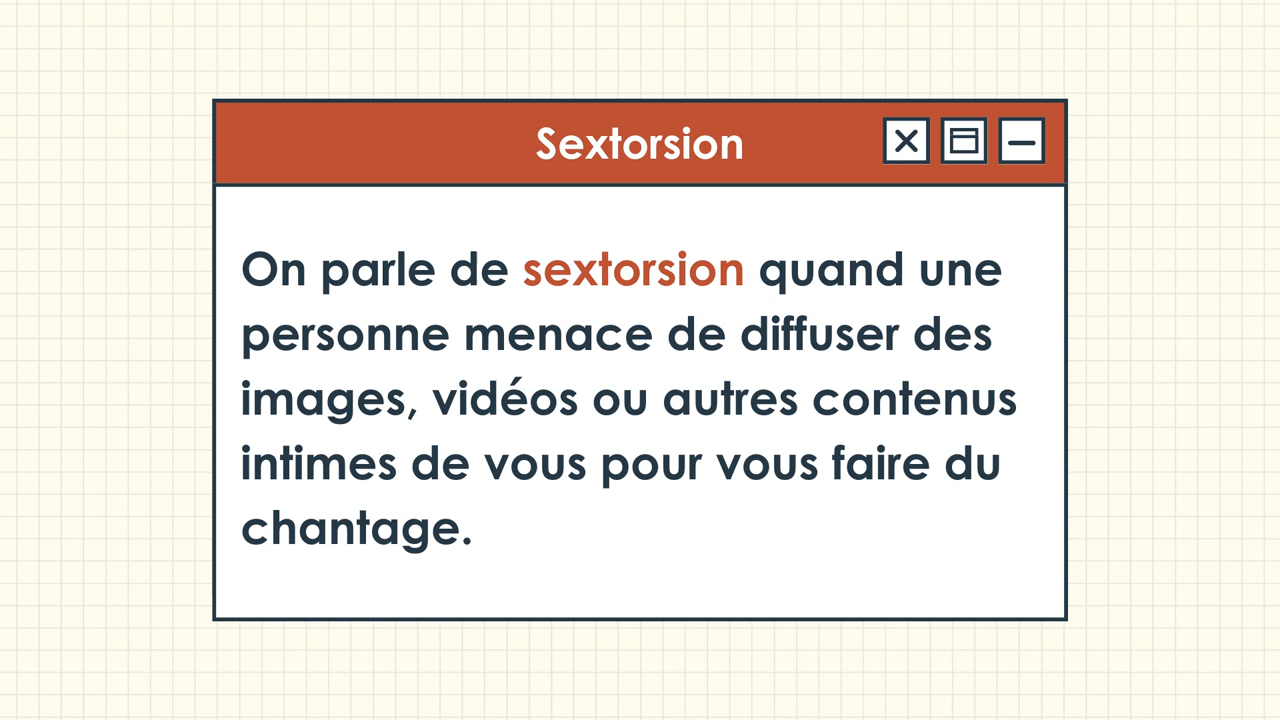 Sextorsion
On parle de sextorsion quand une
personne menace de diffuser des
images, vidéos ou autres contenus
intimes de vous pour vous faire du
chantage.